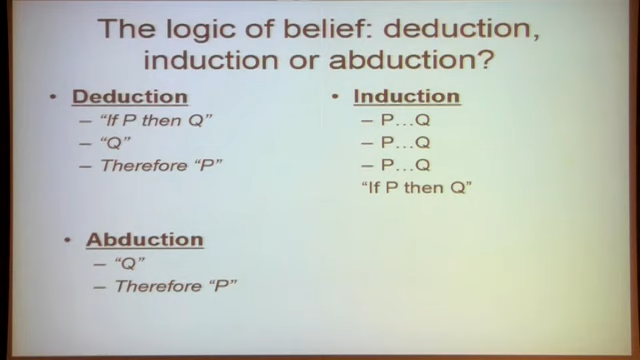 The logic of belief: deduction,
induction or abduction?
• Deduction
– “If P then Q”
– “Q”
– Therefore “P”
• Induction
– P…Q
– P…Q
– P…Q
“If P then Q”
• Abduction
– “Q”
– Therefore “P”